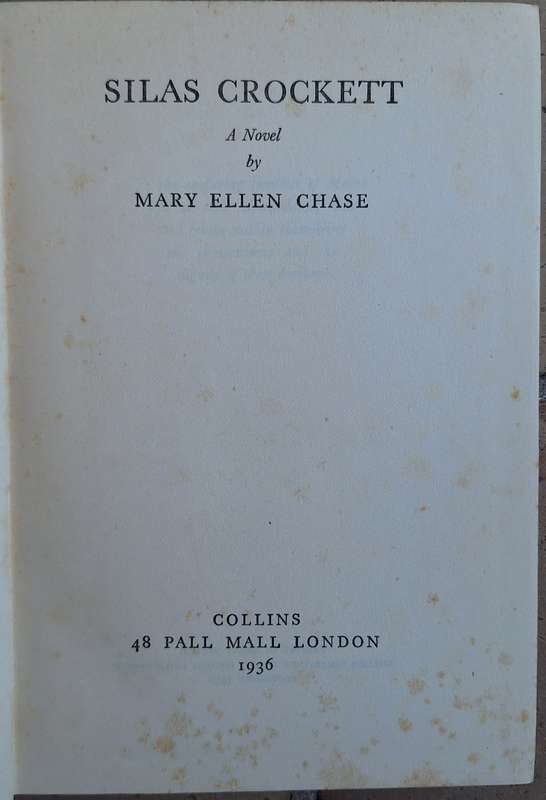 SILAS CROCKETT
A Novel
by
MARY ELLEN CHASE
COLLINS
48 PALL MALL LONDON
1936